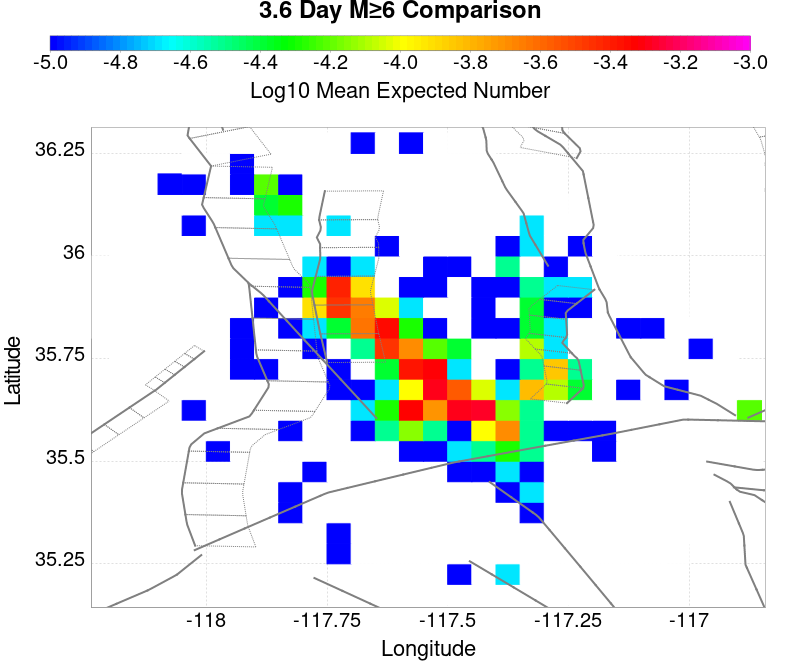 3.6 Day M≥6 Comparison
-5.0 -4.8 -4.6 -4.4 -4.2 -4.0 -3.8 -3.6 -3.4 -3.2 -3.0
Log10 Mean Expected Number
36.25
36
35.75
35.5
35.25
Latitude
-118 -117.75 -117.5 -117.25 -117
Longitude